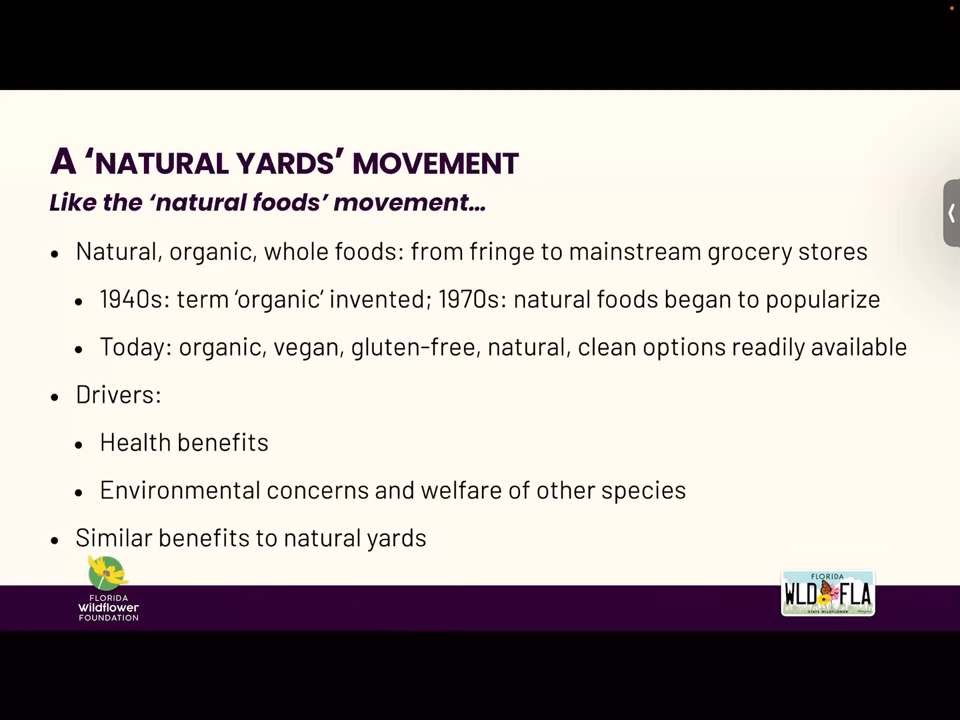 A ‘NATURAL YARDS’ MOVEMENT
Like the ‘natural foods’ movement…
• Natural, organic, whole foods: from fringe to mainstream grocery stores
• 1940s: term ‘organic’ invented; 1970s: natural foods began to popularize
• Today: organic, vegan, gluten-free, natural, clean options readily available
• Drivers:
• Health benefits
• Environmental concerns and welfare of other species
• Similar benefits to natural yards
FLORIDA
Wildflower
FOUNDATION
FLORIDA
WLD FLA
STATE WILDFLOWER